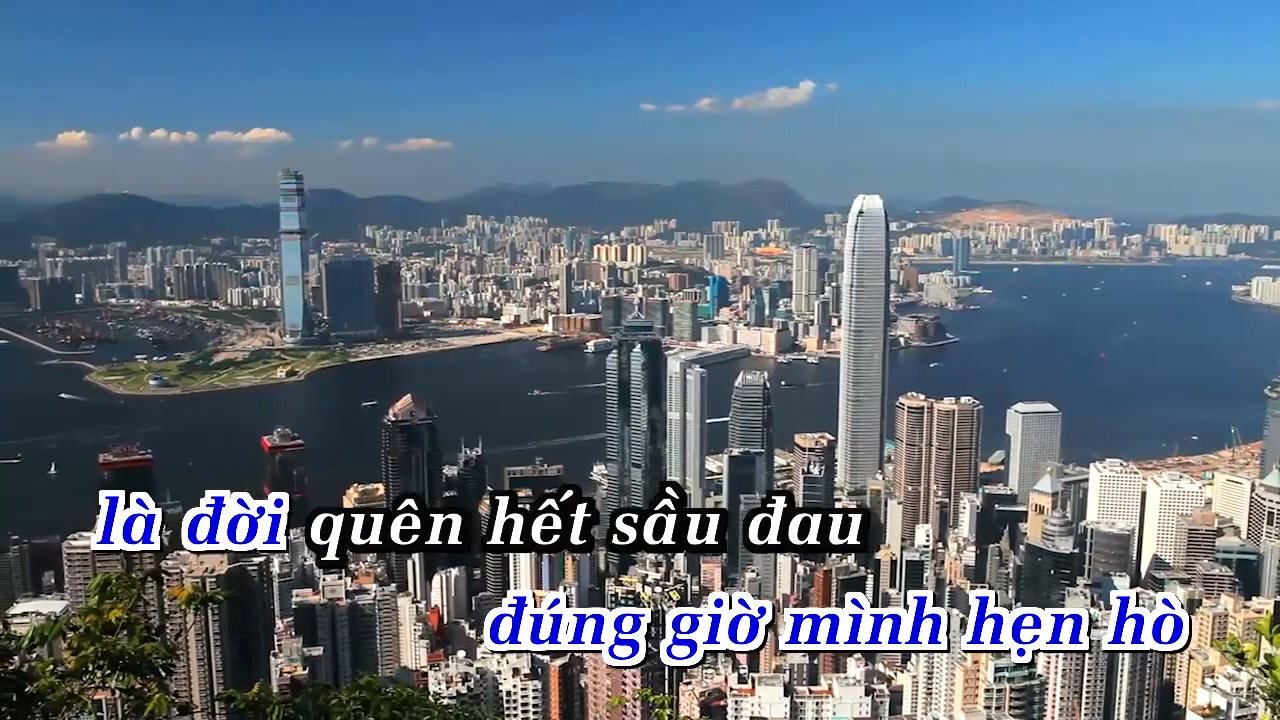 là đời quên hết sầu đau
đúng giờ mình hẹn hò